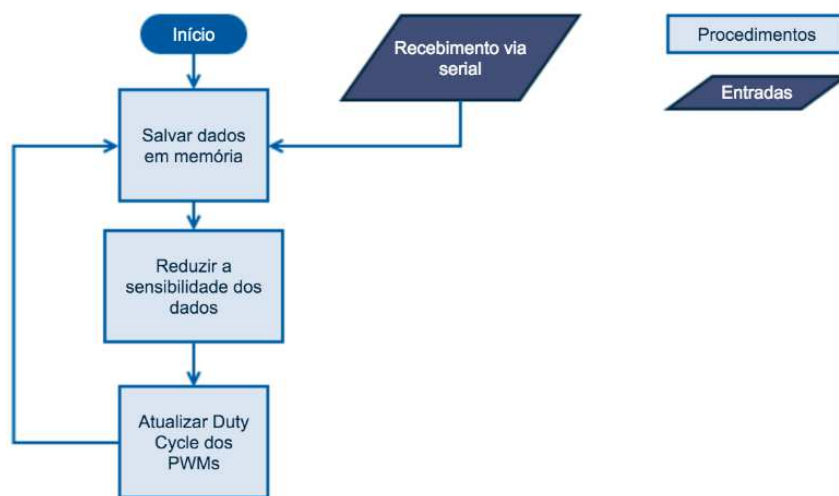 Início
Recebimento via
serial
Procedimentos
Entradas
Salvar dados
em memória
Reduzir a
sensibilidade dos
dados
Atualizar Duty
Cycle dos
PWMs